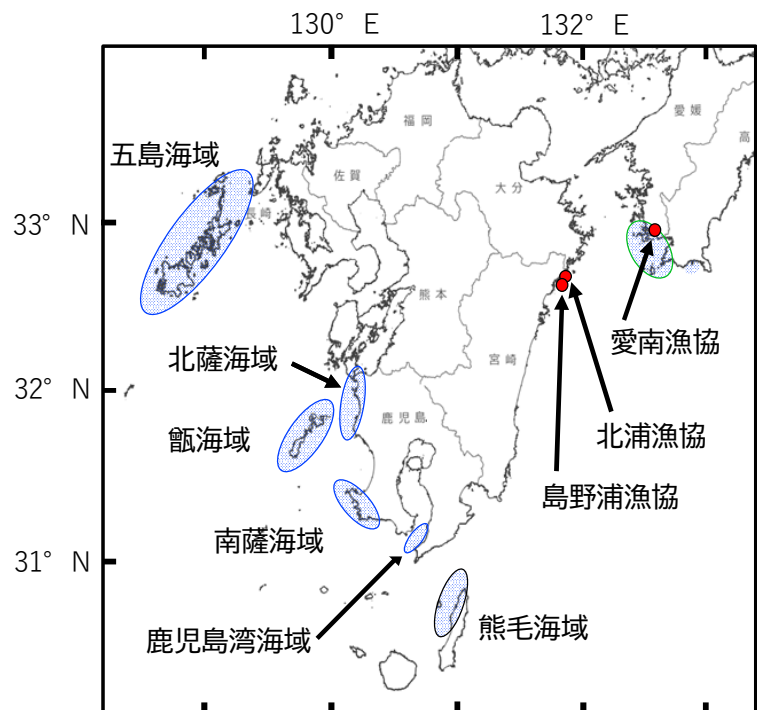 130° E
132° E
愛媛
高
福岡
五島海域
佐賀
大分
長崎
33° N
熊本
愛南漁協
北薩海域
宮崎
32° N
鹿児島
甑海域
北浦漁協
島野浦漁協
南薩海域
31° N
鹿児島湾海域
熊毛海域